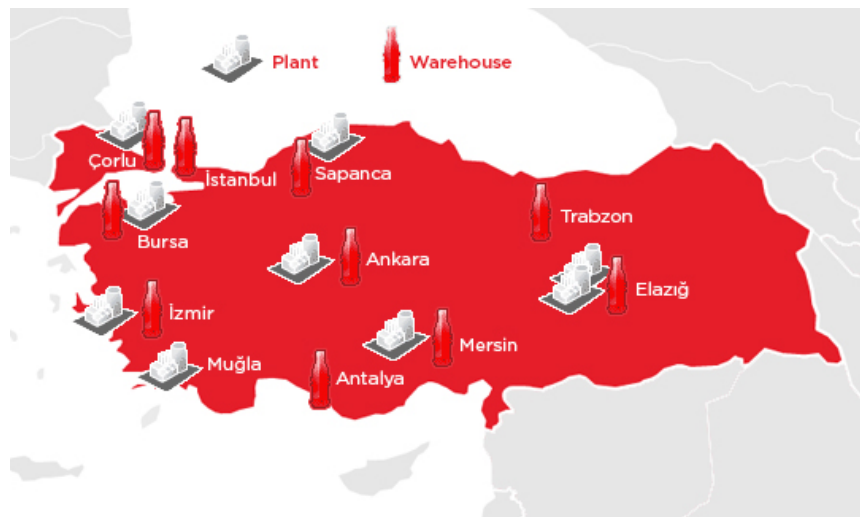 Plant
Warehouse
Çorlu
İstanbul
Sapanca
Bursa
Trabzon
Ankara
Elazığ
İzmir
Mersin
Muğla
Antalya